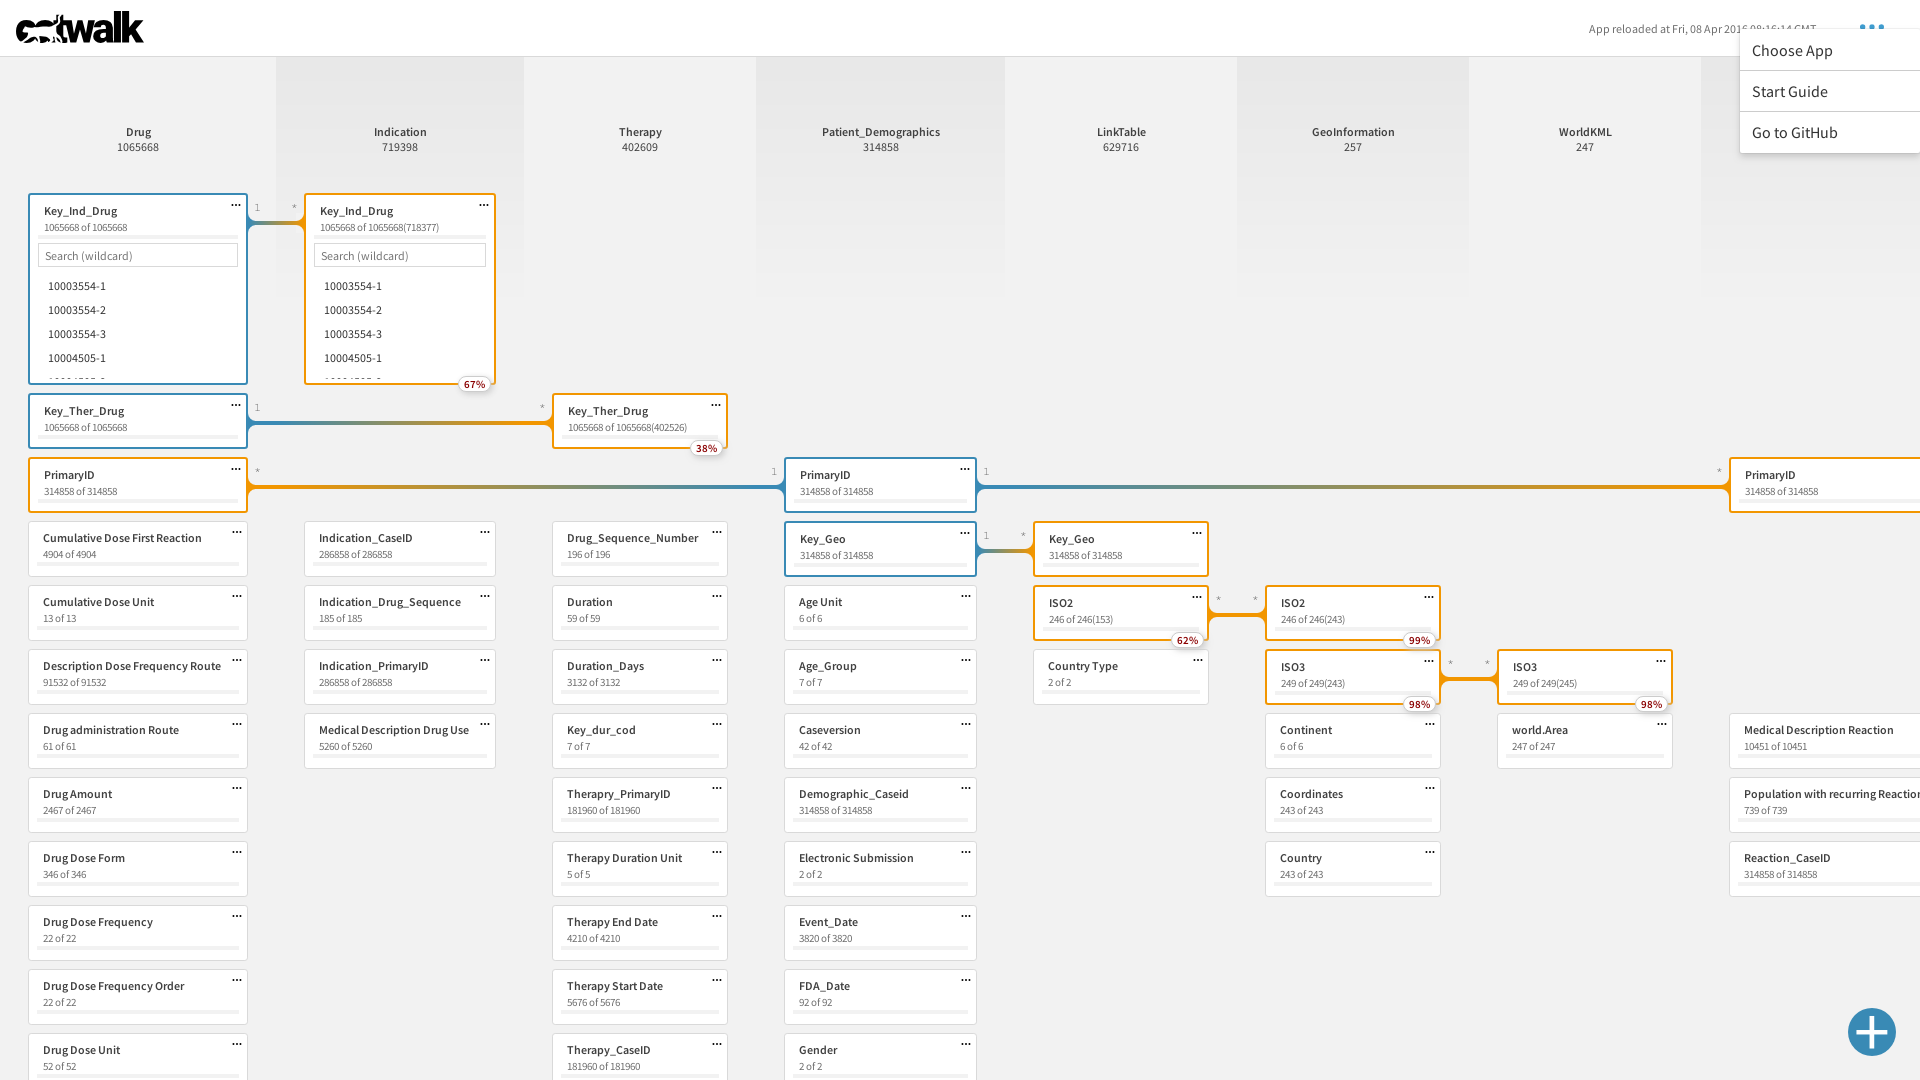 catwalk
App reloaded at Fri, 08 Apr 2016 08:16:14 GMT
Choose App
Start Guide
Go to GitHub
Drug
1065668
Indication
719398
Therapy
402609
Patient_Demographics
314858
LinkTable
629716
GeoInformation
257
WorldKML
247
Key_Ind_Drug
1065668 of 1065668
Search (wildcard)
10003554-1
10003554-2
10003554-3
10004505-1
1
*
Key_Ind_Drug
1065668 of 1065668(718377)
Search (wildcard)
10003554-1
10003554-2
10003554-3
10004505-1
67%
Key_Ther_Drug
1065668 of 1065668
1
*
Key_Ther_Drug
1065668 of 1065668(402526)
38%
PrimaryID
314858 of 314858
*
1
PrimaryID
314858 of 314858
1
*
PrimaryID
314858 of 314858
Cumulative Dose First Reaction
4904 of 4904
Indication_CaseID
286858 of 286858
Drug_Sequence_Number
196 of 196
Key_Geo
314858 of 314858
1
*
Key_Geo
314858 of 314858
Cumulative Dose Unit
13 of 13
Indication_Drug_Sequence
185 of 185
Duration
59 of 59
Age Unit
6 of 6
ISO2
246 of 246(153)
62%
*
*
ISO2
246 of 246(243)
99%
Description Dose Frequency Route
91532 of 91532
Indication_PrimaryID
286858 of 286858
Duration_Days
3132 of 3132
Age_Group
7 of 7
Country Type
2 of 2
ISO3
249 of 249(243)
98%
*
*
ISO3
249 of 249(245)
98%
Drug administration Route
61 of 61
Medical Description Drug Use
5260 of 5260
Key_dur_cod
7 of 7
Caseversion
42 of 42
Continent
6 of 6
world.Area
247 of 247
Medical Description Reaction
10451 of 10451
Drug Amount
2467 of 2467
Therapry_PrimaryID
181960 of 181960
Demographic_Caseid
314858 of 314858
Coordinates
243 of 243
Population with recurring Reaction
739 of 739
Drug Dose Form
346 of 346
Therapy Duration Unit
5 of 5
Electronic Submission
2 of 2
Country
243 of 243
Reaction_CaseID
314858 of 314858
Drug Dose Frequency
22 of 22
Therapy End Date
4210 of 4210
Event_Date
3820 of 3820
Drug Dose Frequency Order
22 of 22
Therapy Start Date
5676 of 5676
FDA_Date
92 of 92
Drug Dose Unit
52 of 52
Therapy_CaseID
181960 of 181960
Gender
2 of 2